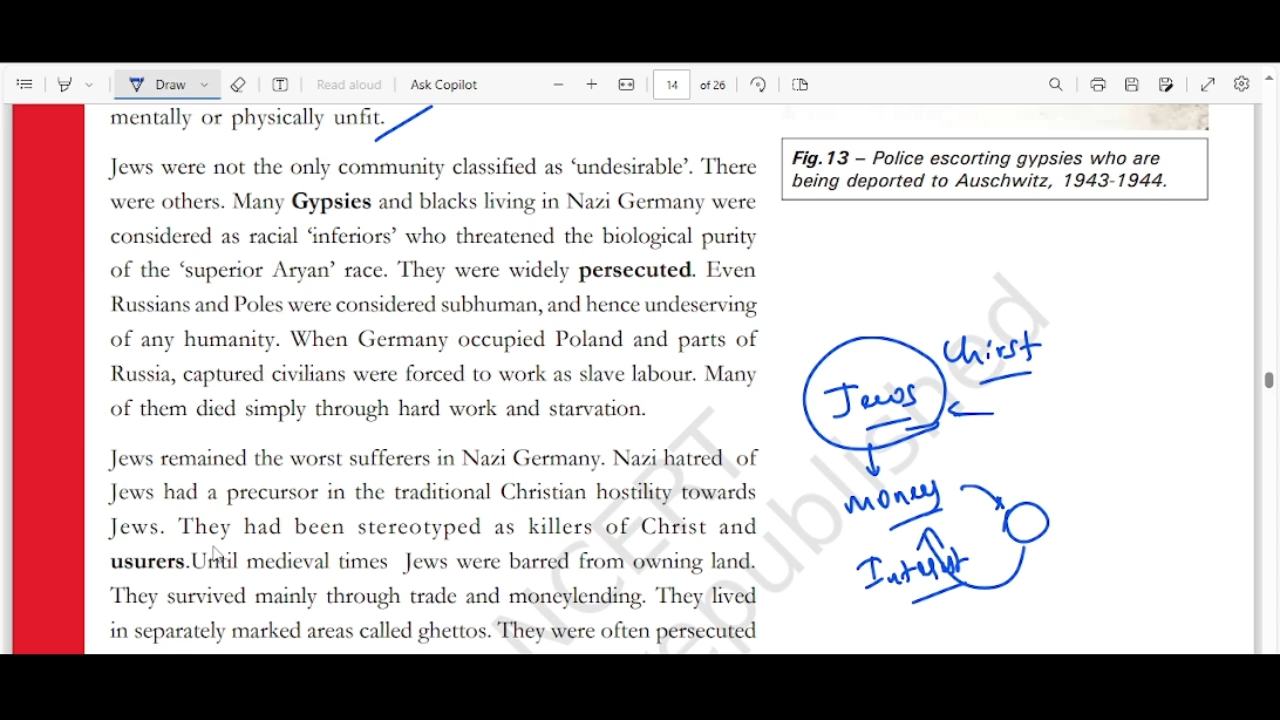 Draw
Read aloud
Ask Copilot
14
of 26
mentally or physically unfit.
Jews were not the only community classified as ‘undesirable’. There
were others. Many Gypsies and blacks living in Nazi Germany were
considered as racial ‘inferiors’ who threatened the biological purity
of the ‘superior Aryan’ race. They were widely persecuted. Even
Russians and Poles were considered subhuman, and hence undeserving
of any humanity. When Germany occupied Poland and parts of
Russia, captured civilians were forced to work as slave labour. Many
of them died simply through hard work and starvation.
Jews remained the worst sufferers in Nazi Germany. Nazi hatred of
Jews had a precursor in the traditional Christian hostility towards
Jews. They had been stereotyped as killers of Christ and
usurers.Until medieval times Jews were barred from owning land.
They survived mainly through trade and moneylending. They lived
in separately marked areas called ghettos. They were often persecuted
Fig.13 – Police escorting gypsies who are
being deported to Auschwitz, 1943-1944.
Chirst
Jews
Money
Interest
NCERT
republished